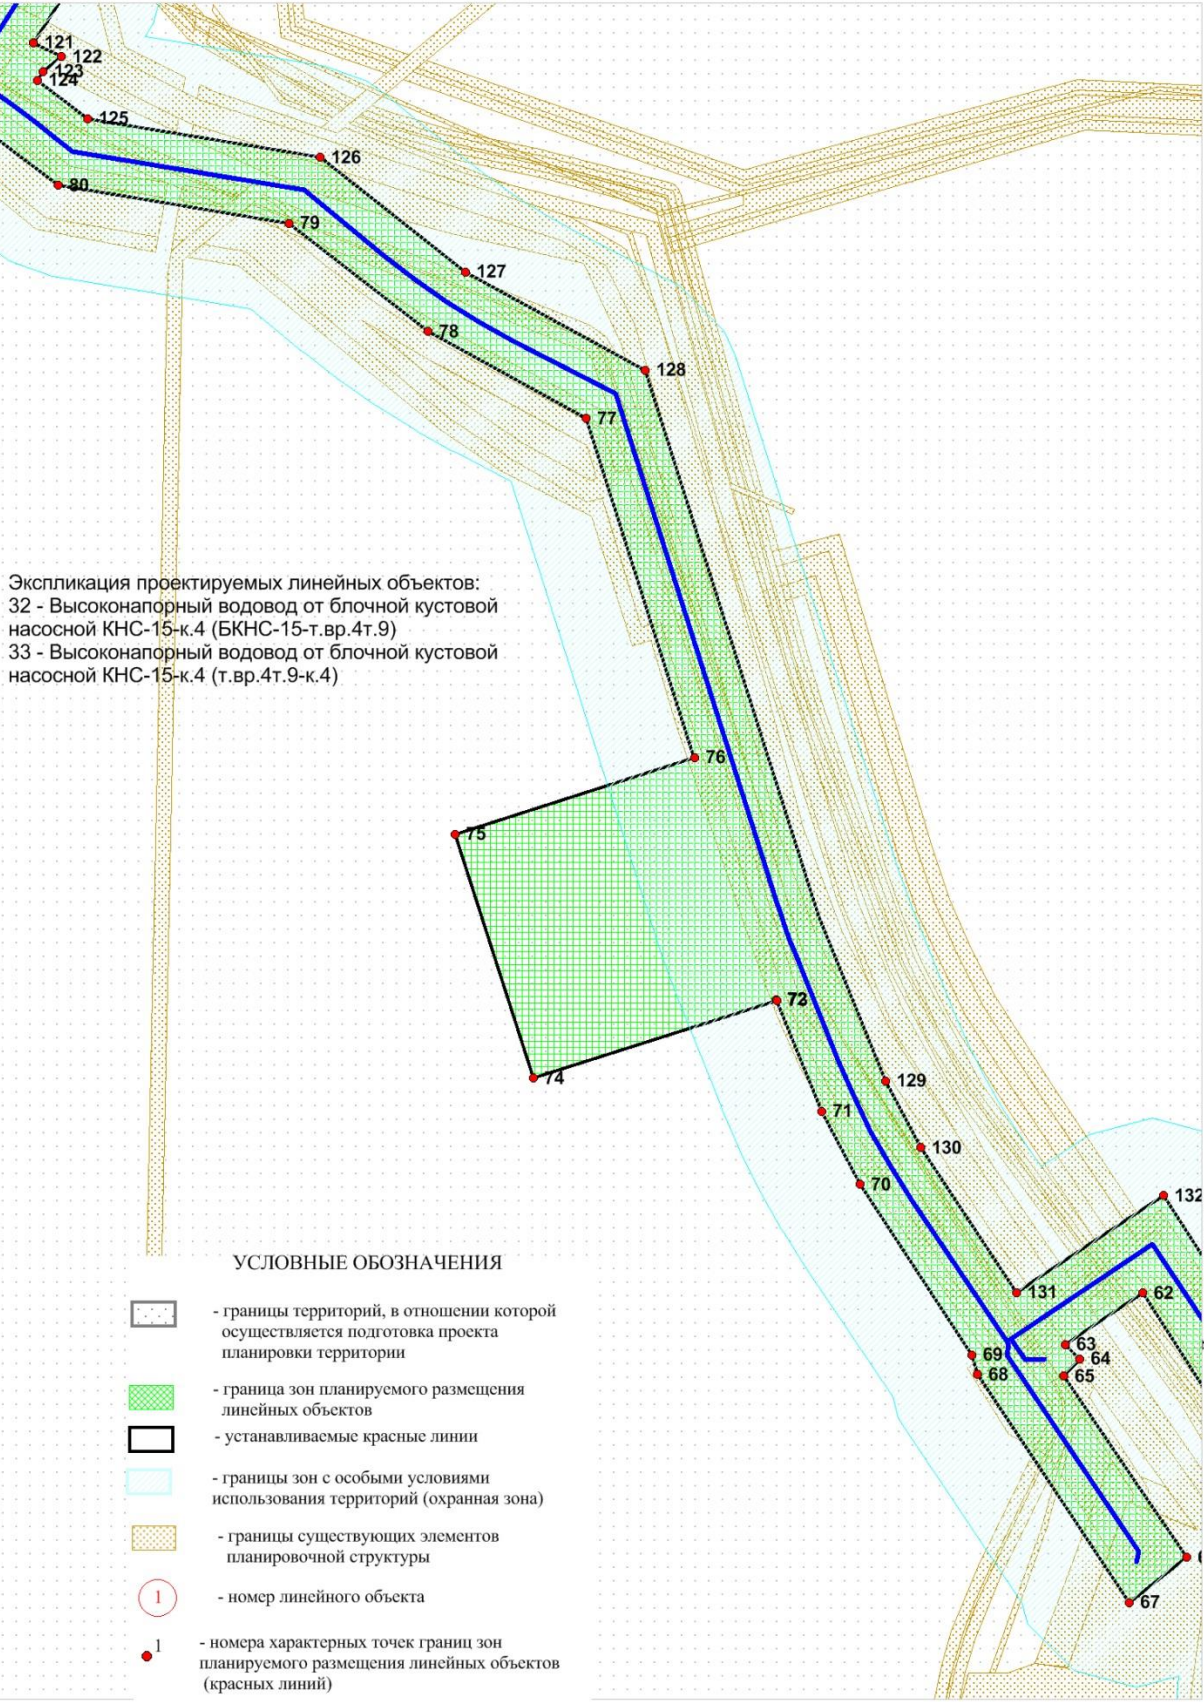 121
122
123
124
125
126
80
79
127
78
128
77
Экспликация проектируемых линейных объектов:
32 - Высоконапорный водовод от блочной кустовой
насосной КНС-15-к.4 (БКНС-15-т.вр.4т.9)
33 - Высоконапорный водовод от блочной кустовой
насосной КНС-15-к.4 (т.вр.4т.9-к.4)
76
75
74
129
71
130
70
132
131
62
63
64
69
68
65
67
УСЛОВНЫЕ ОБОЗНАЧЕНИЯ
- границы территорий, в отношении которой
осуществляется подготовка проекта
планировки территории
- граница зон планируемого размещения
линейных объектов
- устанавливаемые красные линии
- границы зон с особыми условиями
использования территорий (охранная зона)
- границы существующих элементов
планировочной структуры
1
- номер линейного объекта
1
- номера характерных точек границ зон
планируемого размещения линейных объектов
(красных линий)